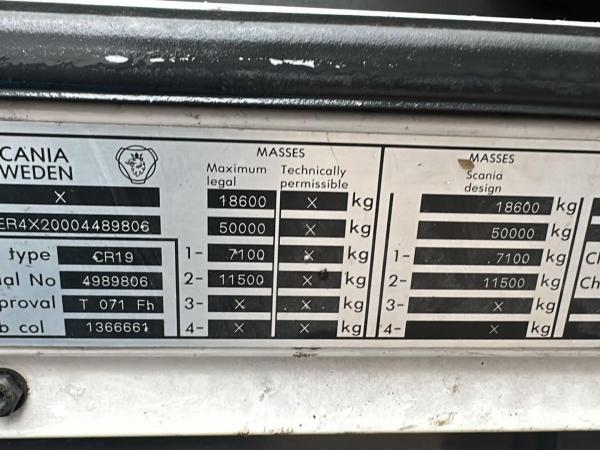 CANIA
WEDEN
MASSES
Maximum legal
Technically permissible
MASSES
Scania design
X 18600 X kg 18600 kg
ER4X20004489806 50000 X kg 50000 kg
type CR19 1- 7100 X kg 1- 7100 kg Ch
al No 4989806 2- 11500 X kg 2- 11500 kg Ch
proval T 071 Fh 3- X X kg 3- X kg
b col 1366661 4- X X kg 4- X kg